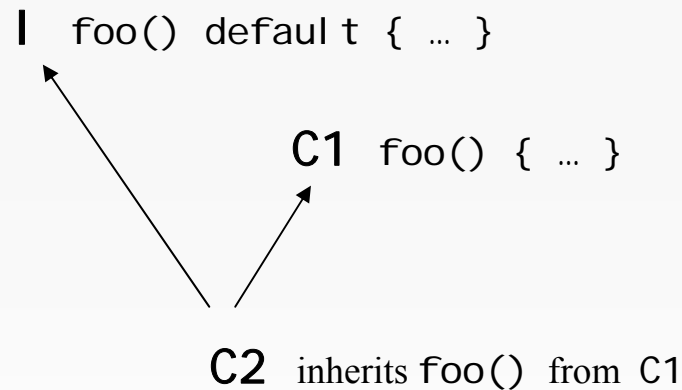 I foo() default { … }
C1 foo() { … }
C2 inherits foo() from C1